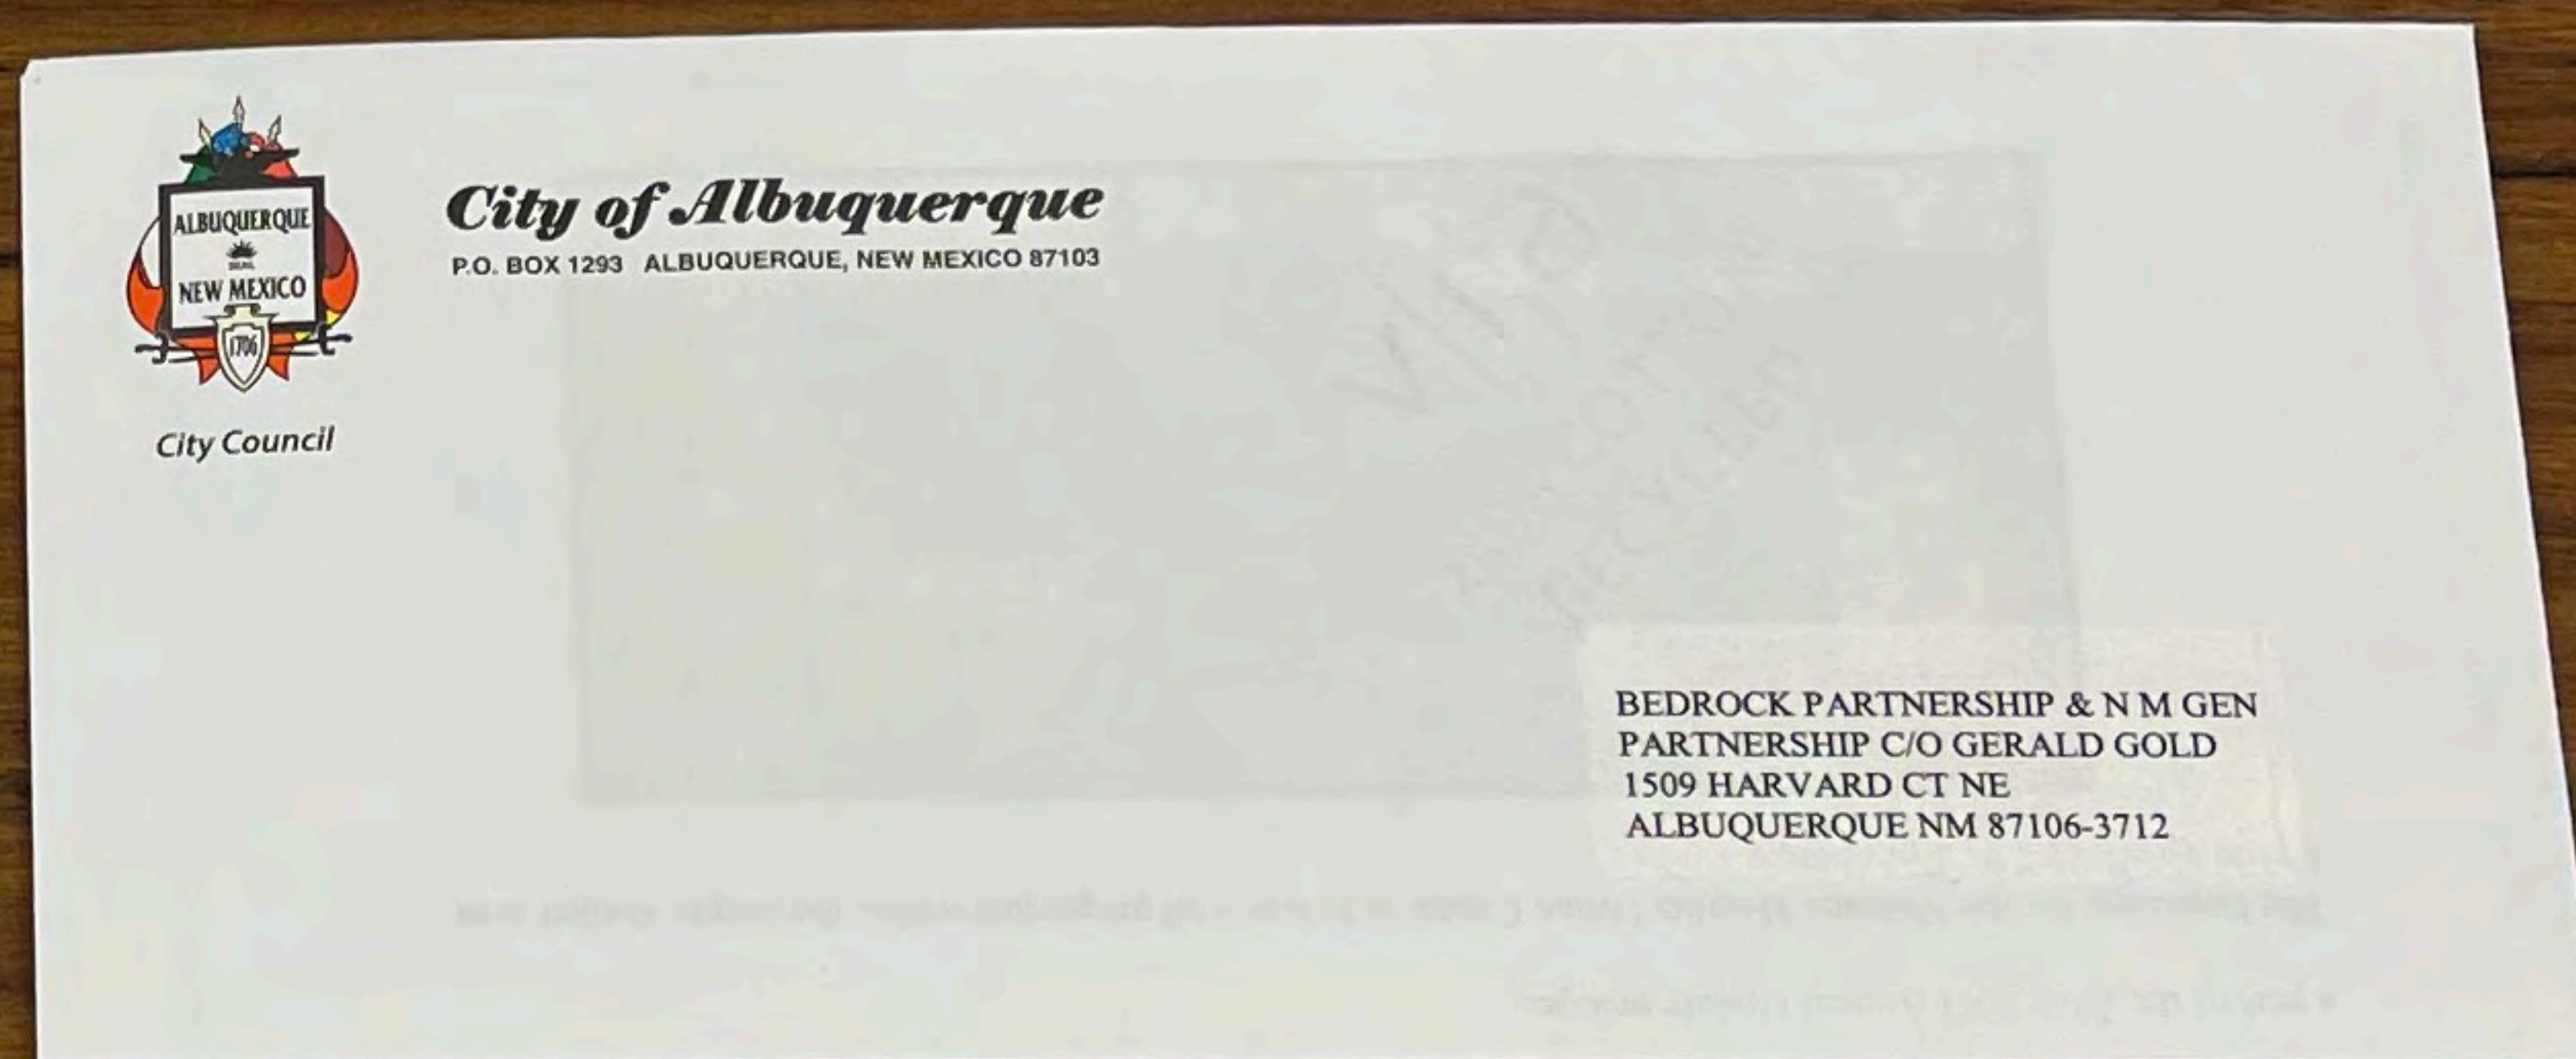 ALBUQUERQUE
NEW MEXICO
1706
City Council
City of Albuquerque
P.O. BOX 1293 ALBUQUERQUE, NEW MEXICO 87103
BEDROCK PARTNERSHIP & N M GEN
PARTNERSHIP C/O GERALD GOLD
1509 HARVARD CT NE
ALBUQUERQUE NM 87106-3712